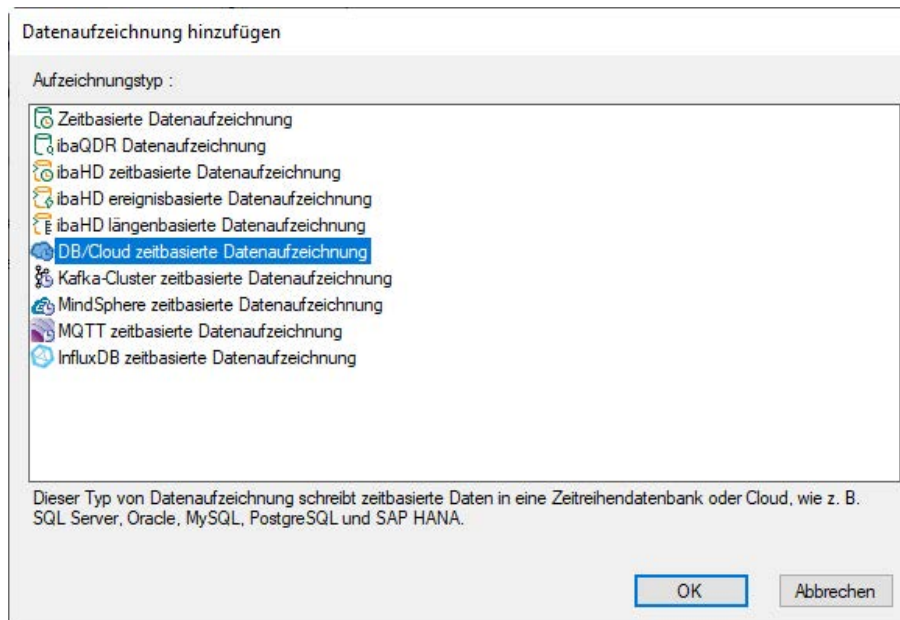 Datenaufzeichnung hinzufügen
Aufzeichnungstyp :
Zeitbasierte Datenaufzeichnung
ibaQDR Datenaufzeichnung
ibaHD zeitbasierte Datenaufzeichnung
ibaHD ereignisbasierte Datenaufzeichnung
ibaHD längenbasierte Datenaufzeichnung
DB/Cloud zeitbasierte Datenaufzeichnung
Kafka-Cluster zeitbasierte Datenaufzeichnung
MindSphere zeitbasierte Datenaufzeichnung
MQTT zeitbasierte Datenaufzeichnung
InfluxDB zeitbasierte Datenaufzeichnung
Dieser Typ von Datenaufzeichnung schreibt zeitbasierte Daten in eine Zeitreihendatenbank oder Cloud, wie z. B.
SQL Server, Oracle, MySQL, PostgreSQL und SAP HANA.
OK
Abbrechen